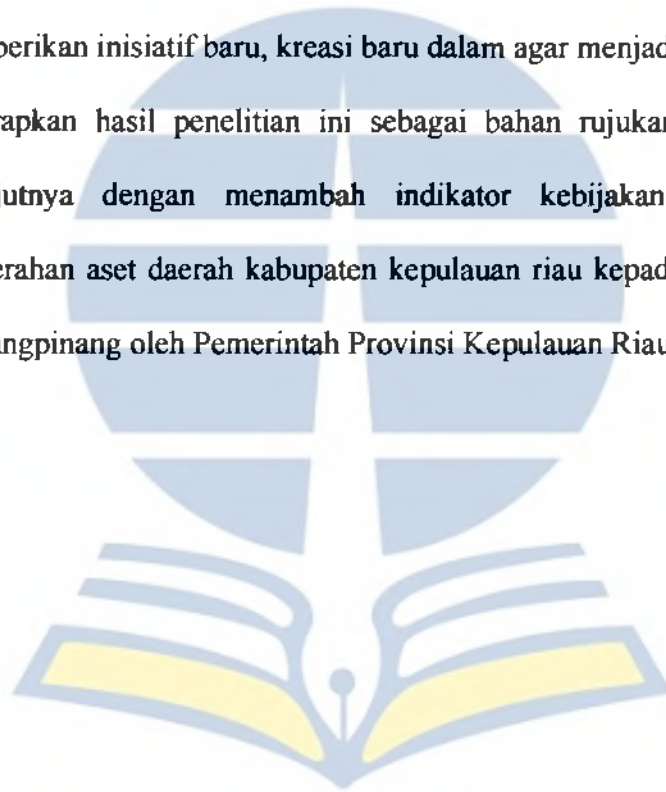 berikan inisiatif baru, kreasi baru dalam agar menjad
rapkan hasil penelitian ini sebagai bahan rujukan
jutnya dengan menambah indikator kebijakan
erahan aset daerah kabupaten kepulauan riau kepad
ngpinang oleh Pemerintah Provinsi Kepulauan Riau